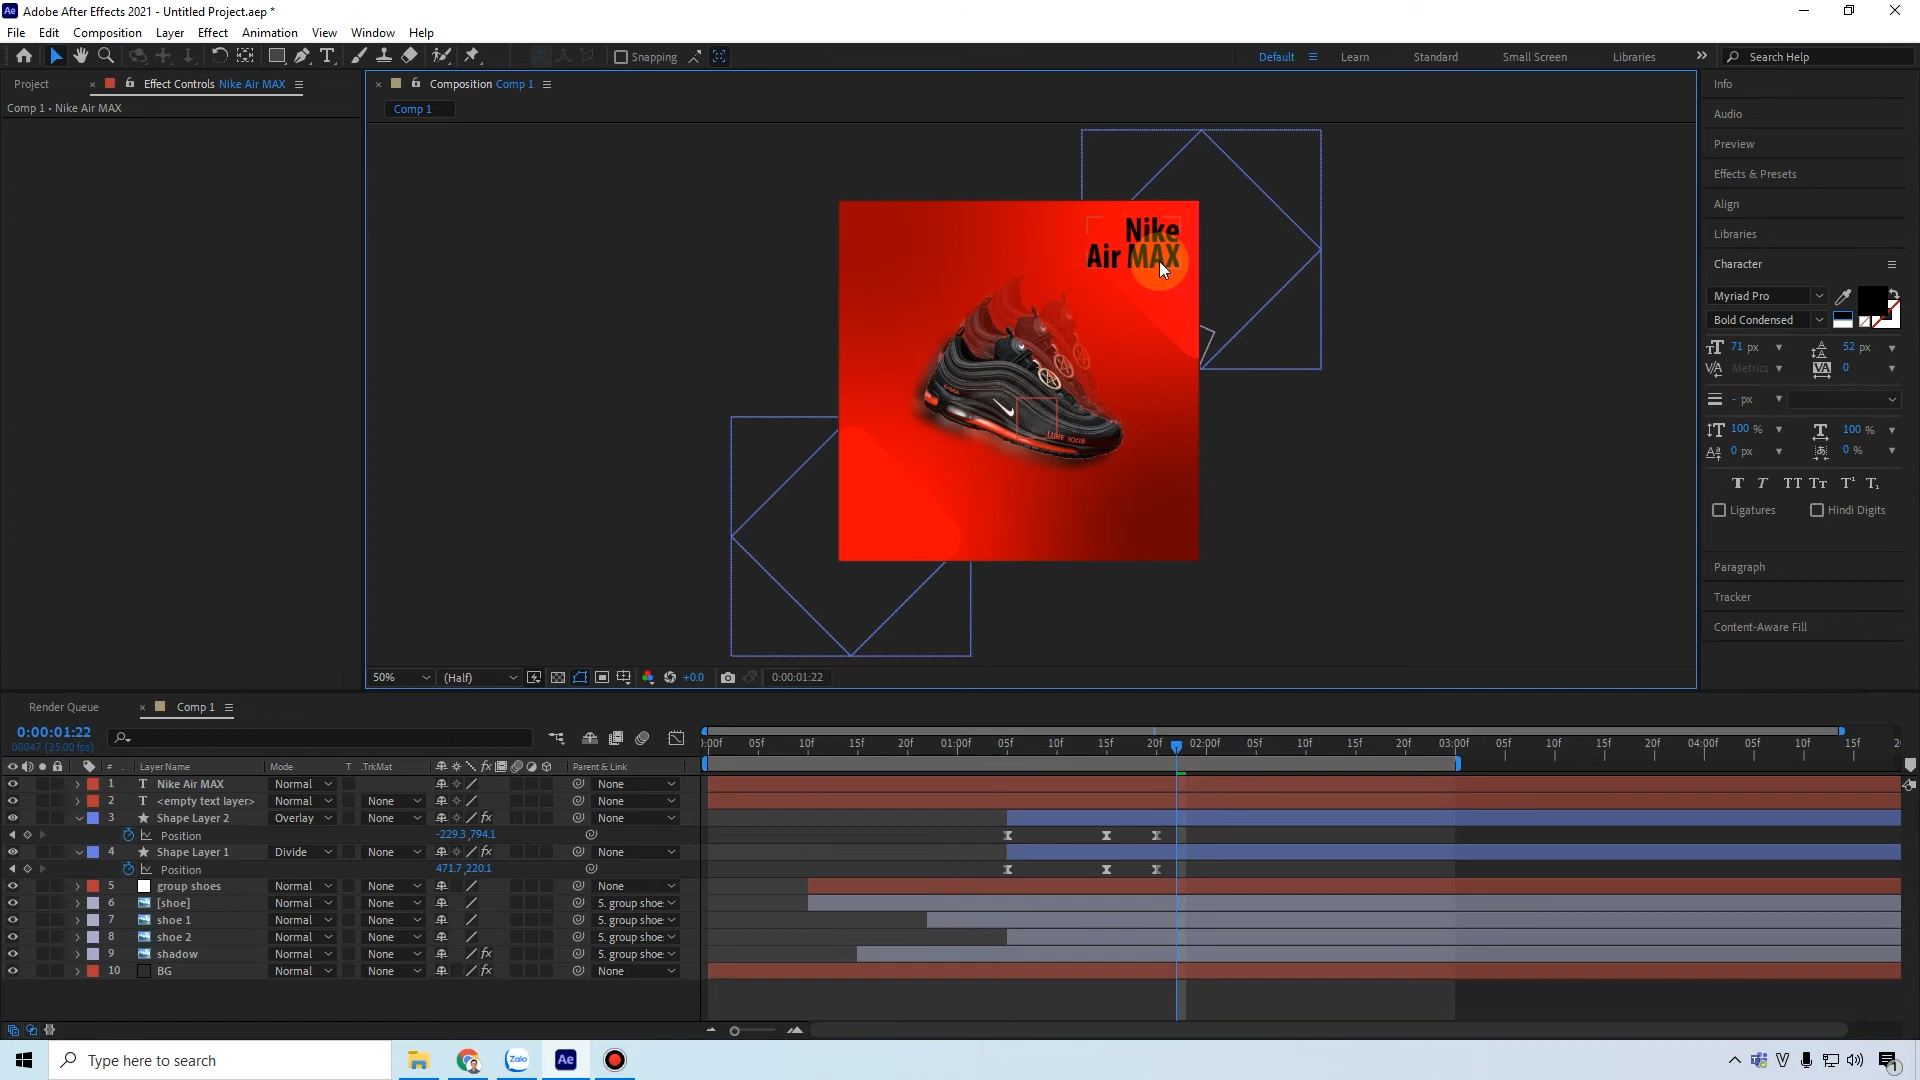 Adobe After Effects 2021 - Untitled Project.aep *
File Edit Composition Layer Effect Animation View Window Help
Snapping
Default Learn Standard Small Screen Libraries
Search Help
Project
Effect Controls Nike Air MAX
Comp 1 • Nike Air MAX
Composition Comp 1
Comp 1
Nike
Air MAX
50% (Half) +0.0 0:00:01:22
Info
Audio
Preview
Effects & Presets
Align
Libraries
Character
Myriad Pro
Bold Condensed
71 px 52 px
Metrics 0
- px
100 % 100 %
0 px 0 %
Ligatures Hindi Digits
Paragraph
Tracker
Content-Aware Fill
Render Queue
Comp 1
0:00:01:22
00047 (25.00 fps)
:00f 05f 10f 15f 20f 01:00f 05f 10f 15f 20f 02:00f 05f 10f 15f 20f 03:00f 05f 10f 15f 20f 04:00f 05f 10f 15f 2
# Layer Name Mode T .TrkMat Parent & Link
1 T Nike Air MAX Normal None
2 T <empty text layer> Normal None None
3 Shape Layer 2 Overlay None None
Position -229.3,794.1
4 Shape Layer 1 Divide None None
Position 471.7,220.1
5 group shoes Normal None None
6 [shoe] Normal None 5. group shoe
7 shoe 1 Normal None 5. group shoe
8 shoe 2 Normal None 5. group shoe
9 shadow Normal None 5. group shoe
10 BG Normal None None
Type here to search
Zalo
Ae
1